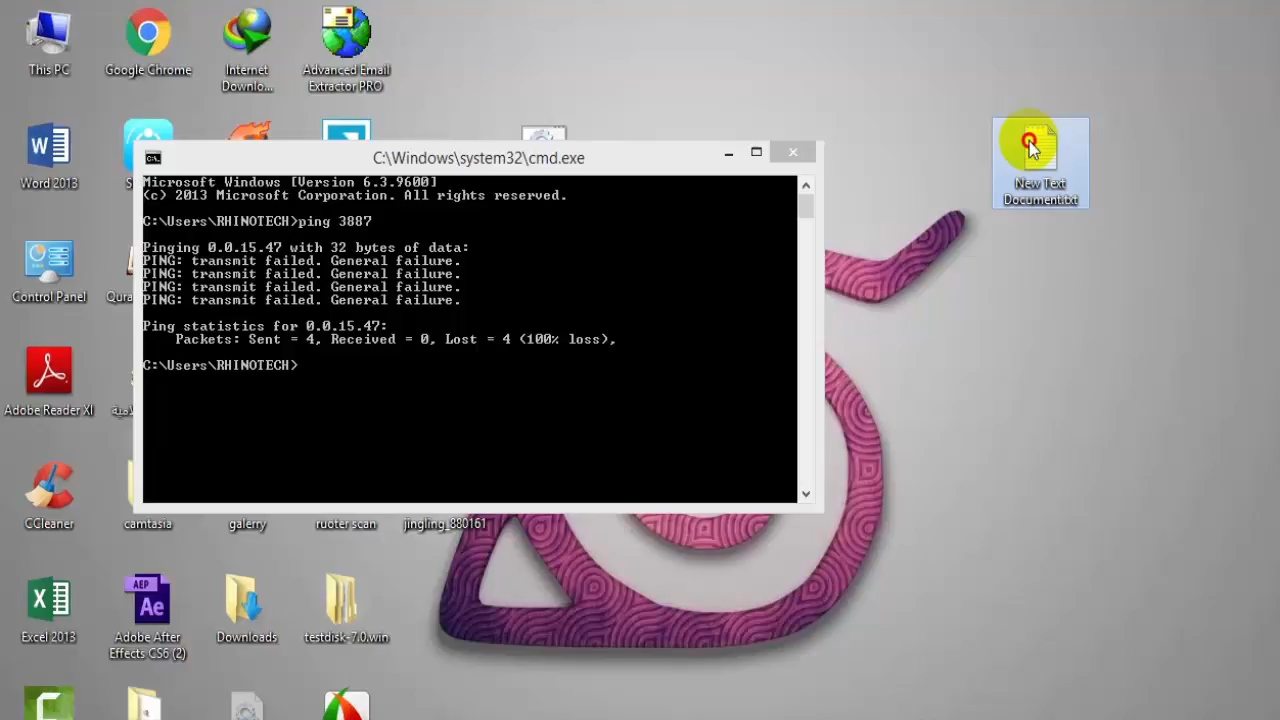 This PC
Google Chrome
Internet
Downlo...
Advanced Email
Extractor PRO
W
Word 2013
S
New Text
Document.txt
C:\Windows\system32\cmd.exe
Microsoft Windows [Version 6.3.9600]
(c) 2013 Microsoft Corporation. All rights reserved.
C:\Users\RHINOTECH>ping 3887
Pinging 0.0.15.47 with 32 bytes of data:
PING: transmit failed. General failure.
PING: transmit failed. General failure.
PING: transmit failed. General failure.
PING: transmit failed. General failure.
Ping statistics for 0.0.15.47:
Packets: Sent = 4, Received = 0, Lost = 4 (100% loss),
C:\Users\RHINOTECH>
Control Panel
Qura
Adobe Reader XI
CCleaner
camtasia
galerry
ruoter scan
jingling_880161
X
Excel 2013
AEP
Ae
Adobe After
Effects CS6 (2)
Downloads
testdisk-7.0.win